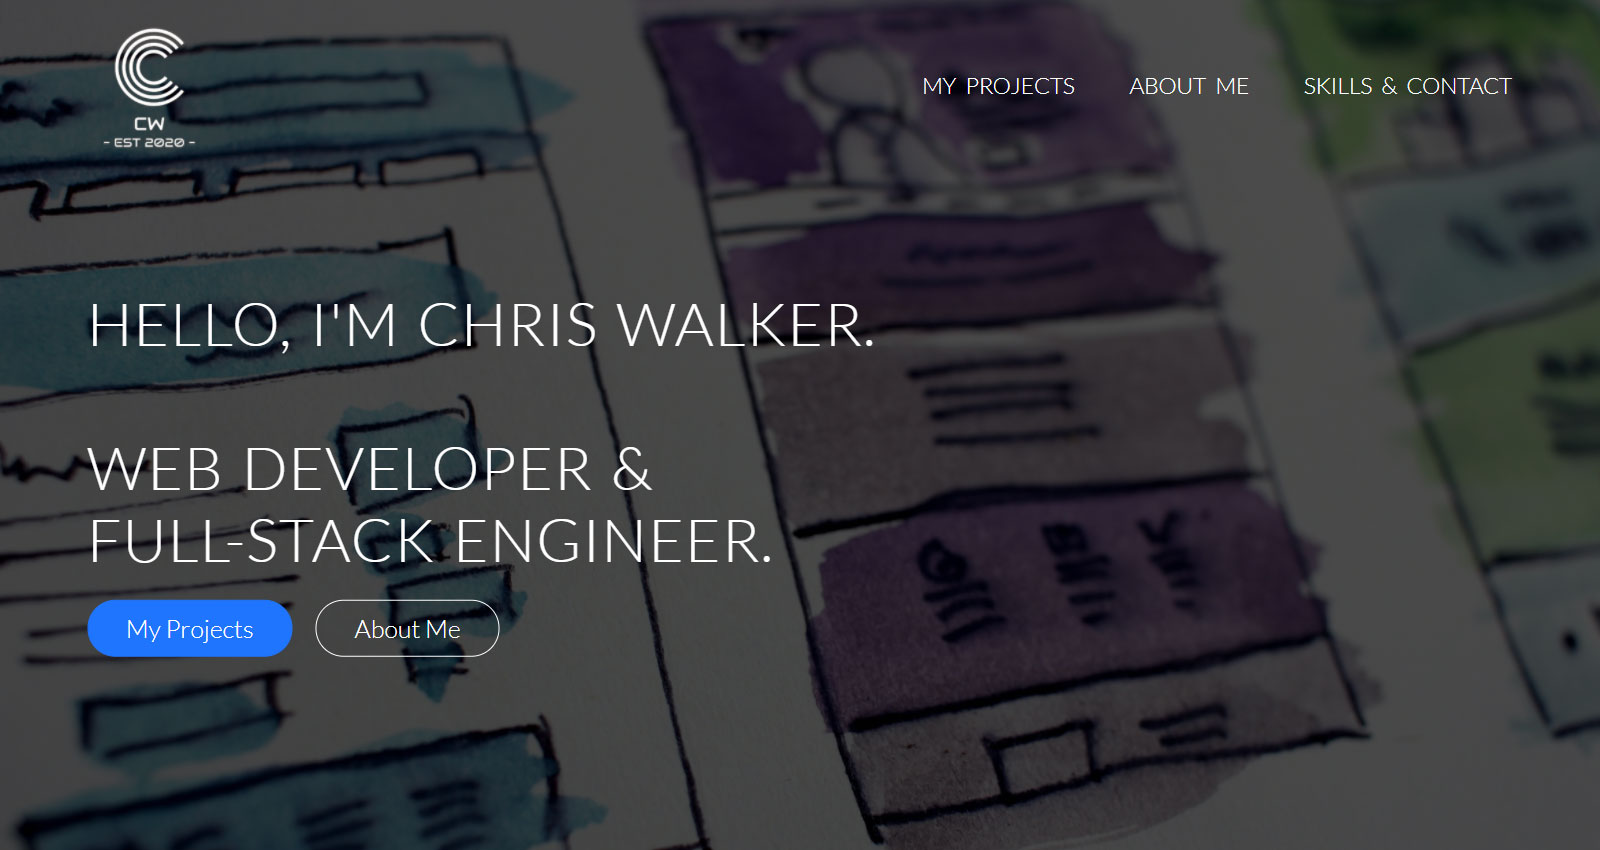 CW
- EST 2020 -
MY PROJECTS
ABOUT ME
SKILLS & CONTACT
HELLO, I'M CHRIS WALKER.
WEB DEVELOPER &
FULL-STACK ENGINEER.
My Projects
About Me